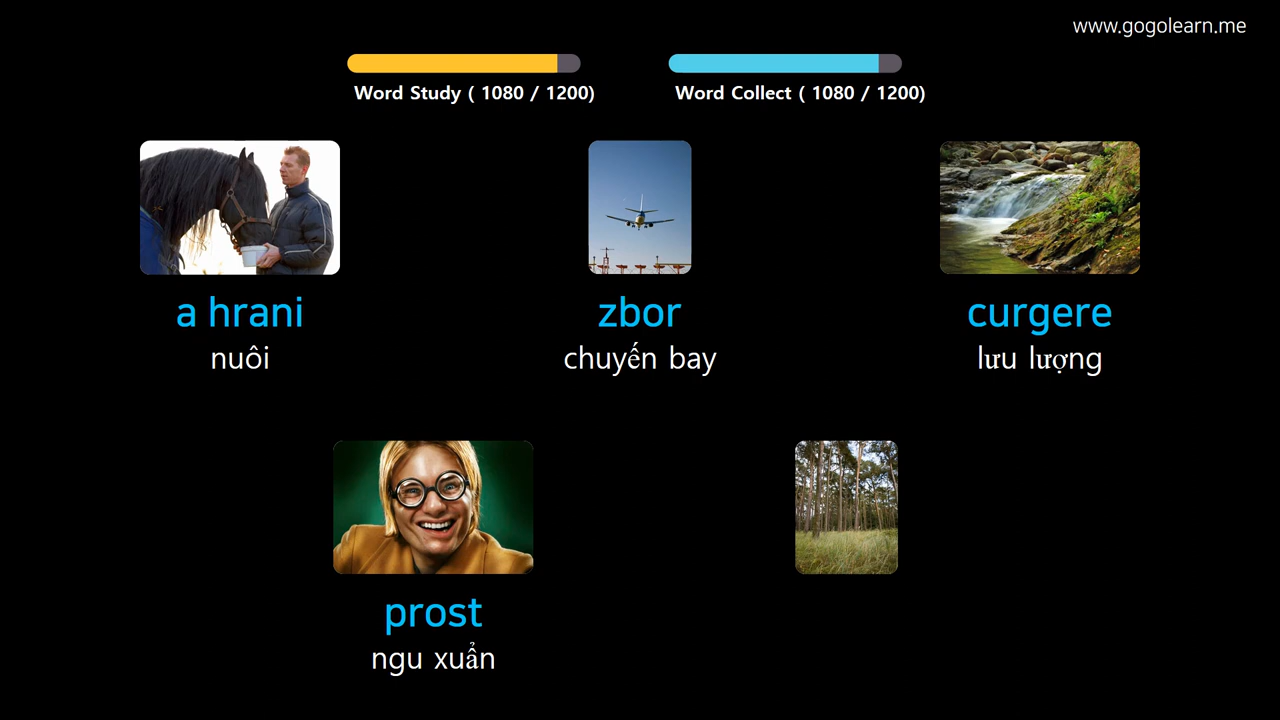 www.gogolearn.me
Word Study ( 1080 / 1200)
Word Collect ( 1080 / 1200)
a hrani
nuôi
zbor
chuyến bay
curgere
lưu lượng
prost
ngu xuẩn